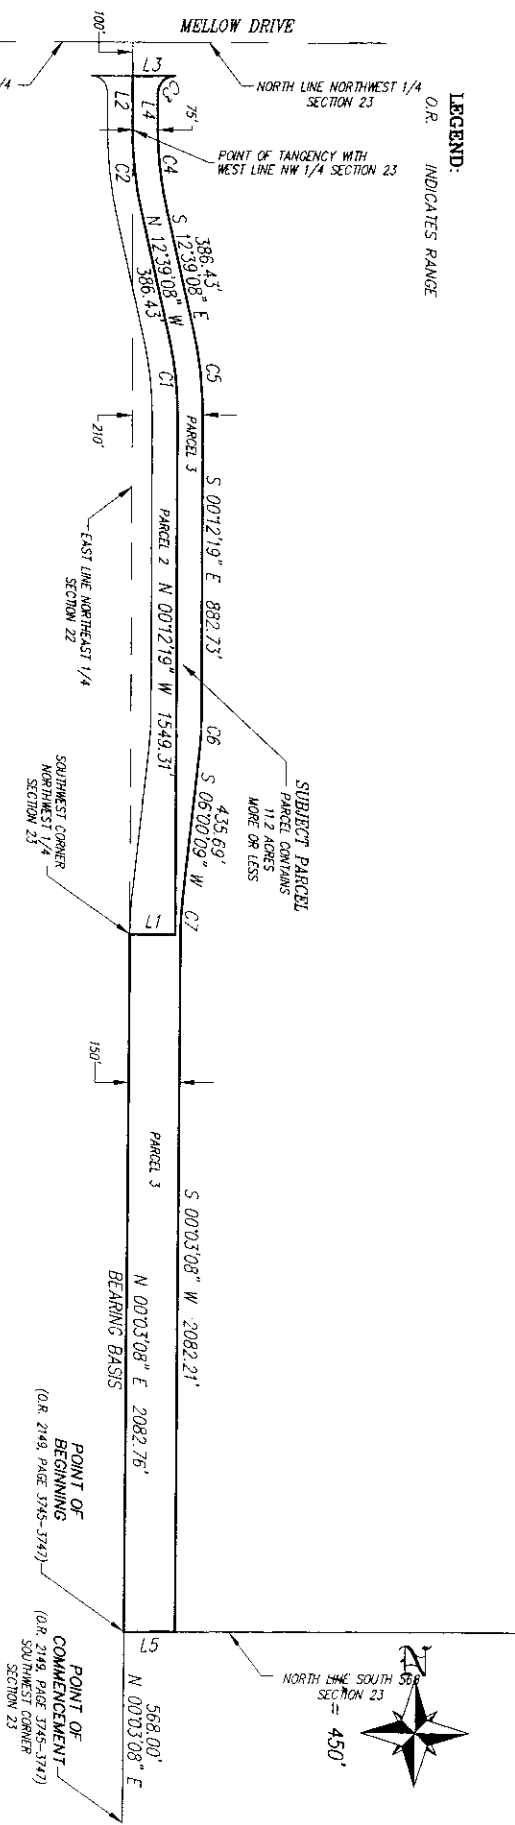 MELLOW DRIVE
100'
L3
/4
NORTH LINE NORTHWEST 1/4
SECTION 23
LEGEND:
O.R. INDICATES RANGE
L2
L4
C3
75'
POINT OF TANGENCY WITH
WEST LINE NW 1/4 SECTION 23
C2
C4
386.43'
S 12°39'08" E
N 12°39'08" W
386.43'
C1
C5
210'
PARCEL 3
EAST LINE NORTHEAST 1/4
SECTION 22
PARCEL 2
N 00°12'19" W 1549.31'
S 00°12'19" E 882.73'
C6
SUBJECT PARCEL
PARCEL CONTAINS
11.2 ACRES
MORE OR LESS
435.69'
S 06°00'09" W
C7
SOUTHWEST CORNER
NORTHWEST 1/4
SECTION 23
L1
150'
PARCEL 3
S 00°03'08" W 2082.21'
N 00°03'08" E 2082.76'
BEARING BASIS
POINT OF
BEGINNING
(O.R. 2149, PAGE 3745-3747)
L5
NORTH LINE SOUTH 568
SECTION 23
1" = 450'
568.00'
N 00°03'08" E
POINT OF
COMMENCEMENT
(O.R. 2149, PAGE 3745-3747)
SOUTHWEST CORNER
SECTION 23